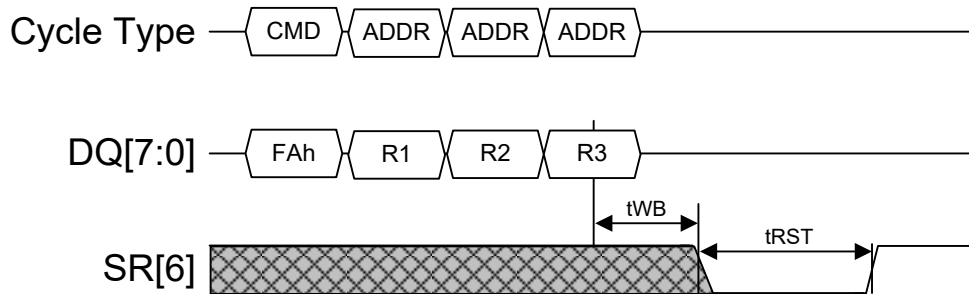 Cycle Type CMD ADDR ADDR ADDR
DQ[7:0] FAh R1 R2 R3
tWB
tRST
SR[6]